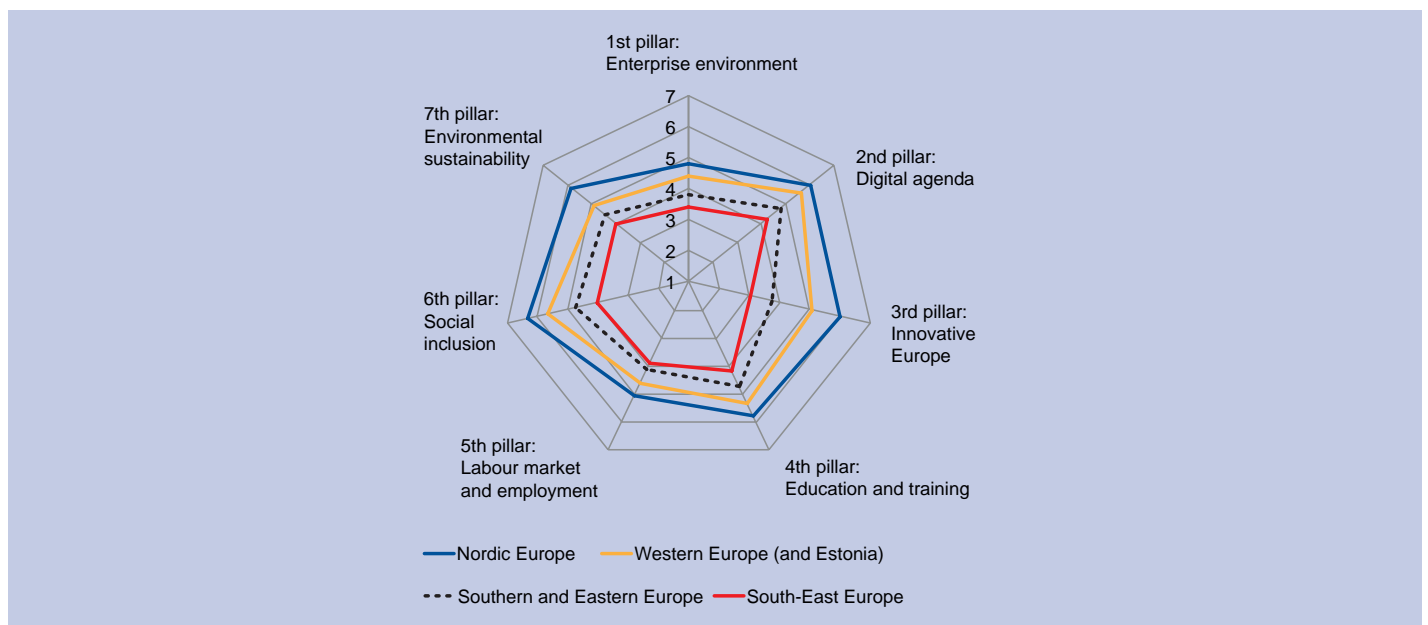 1st pillar:
Enterprise environment
7th pillar:
Environmental
sustainability
2nd pillar:
Digital agenda
7
6
5
4
3
2
1
6th pillar:
Social
inclusion
3rd pillar:
Innovative
Europe
5th pillar:
Labour market
and employment
4th pillar:
Education and training
Nordic Europe
Western Europe (and Estonia)
Southern and Eastern Europe
South-East Europe